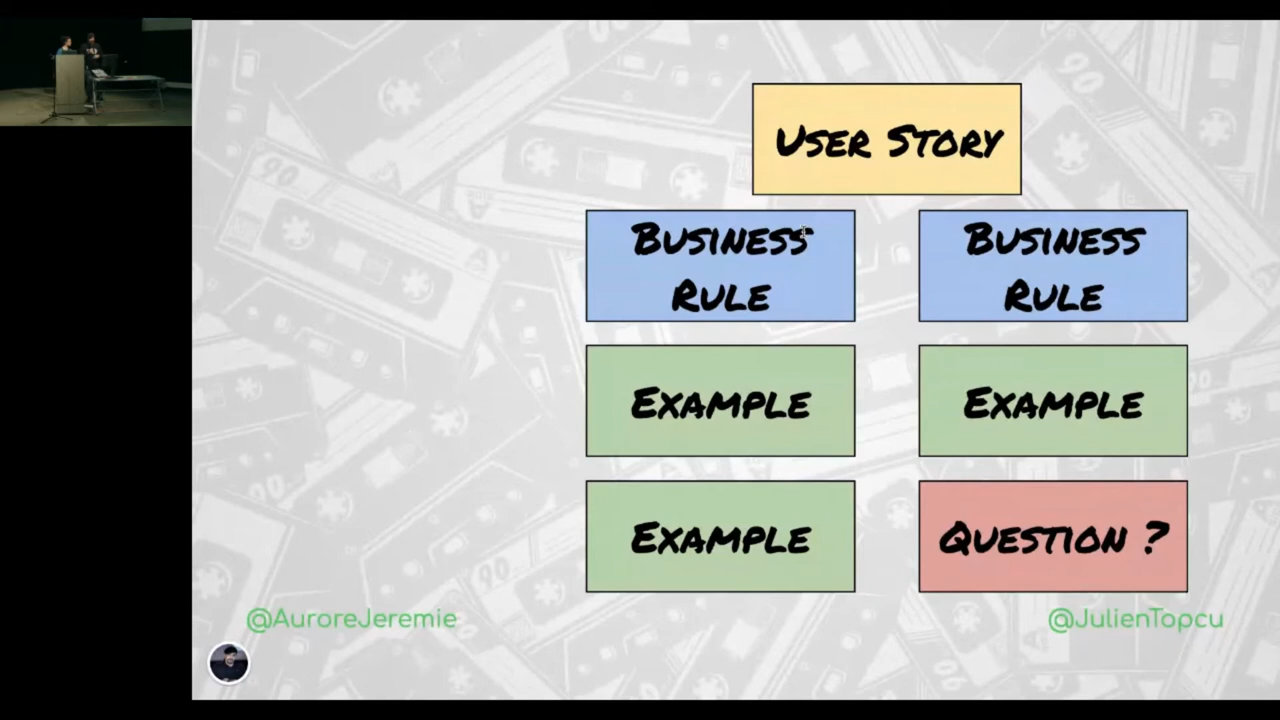 User Story
Business
Rule
Business
Rule
Example
Example
Example
Question ?
@AuroreJeremie
@JulienTopcu